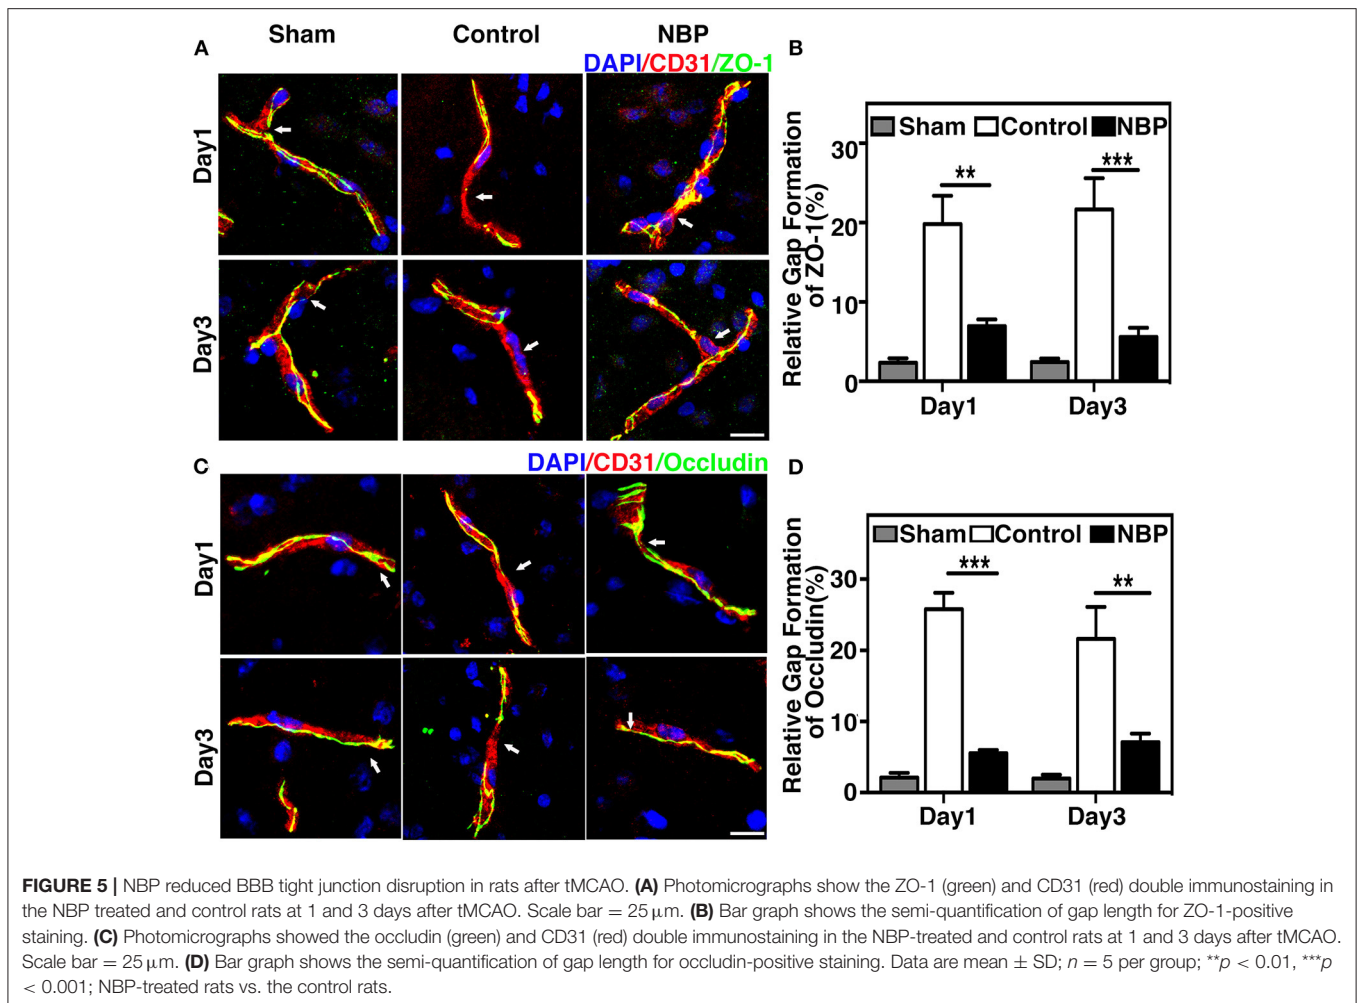 A
Sham
Control
NBP
DAPI/CD31/ZO-1
Day1
Day3
B
Relative Gap Formation
of ZO-1(%)
Sham Control NBP
30
20
10
0
**
***
Day1
Day3
C
DAPI/CD31/Occludin
Day1
Day3
D
Relative Gap Formation
of Occludin(%)
Sham Control NBP
30
20
10
0
***
**
Day1
Day3
FIGURE 5 | NBP reduced BBB tight junction disruption in rats after tMCAO. (A) Photomicrographs show the ZO-1 (green) and CD31 (red) double immunostaining in
the NBP treated and control rats at 1 and 3 days after tMCAO. Scale bar = 25 μm. (B) Bar graph shows the semi-quantification of gap length for ZO-1-positive
staining. (C) Photomicrographs showed the occludin (green) and CD31 (red) double immunostaining in the NBP-treated and control rats at 1 and 3 days after tMCAO.
Scale bar = 25 μm. (D) Bar graph shows the semi-quantification of gap length for occludin-positive staining. Data are mean ± SD; n = 5 per group; **p < 0.01, ***p
< 0.001; NBP-treated rats vs. the control rats.